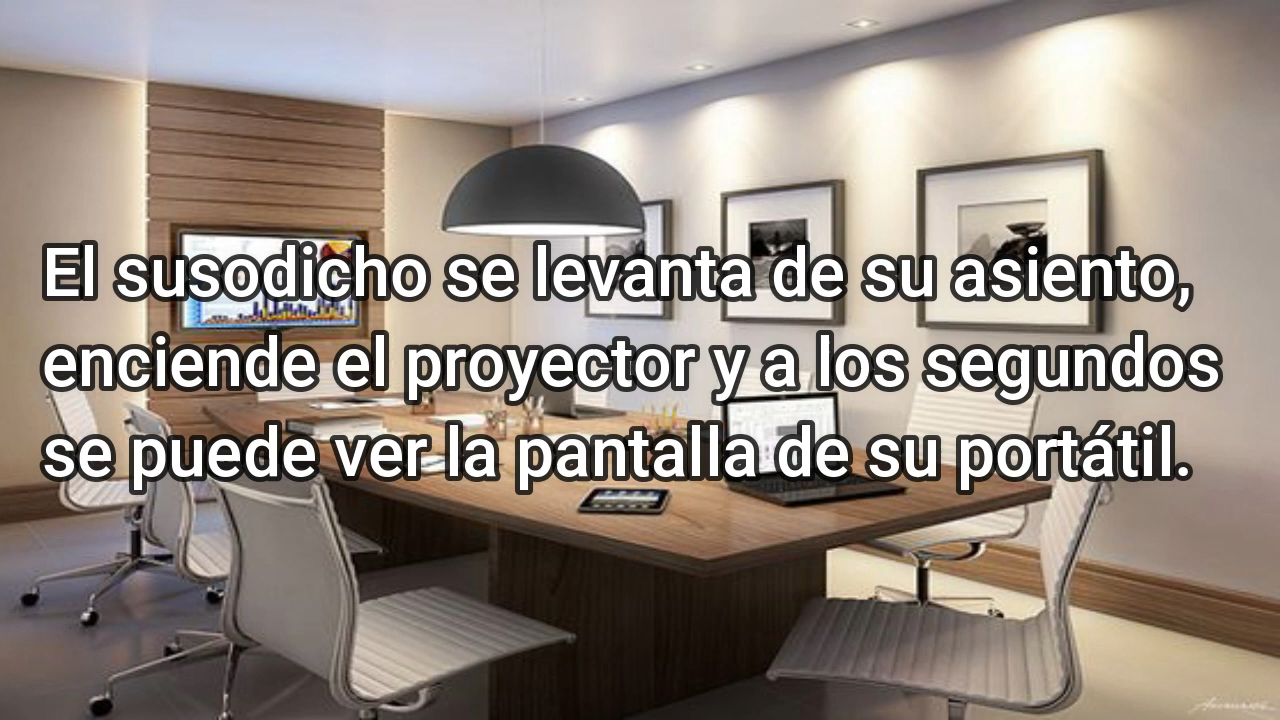 El susodicho se levanta de su asiento,
enciende el proyector y a los segundos
se puede ver la pantalla de su portátil.